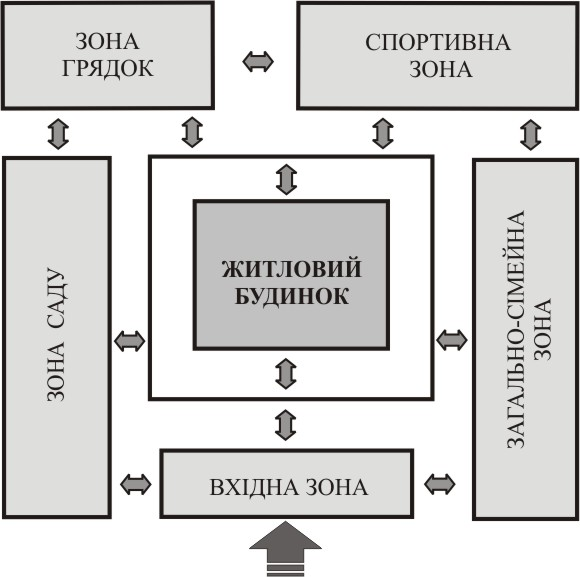 ЗОНА
ГРЯДОК
СПОРТИВНА
ЗОНА
ЗОНА САДУ
ЖИТЛОВИЙ
БУДИНОК
ЗАГАЛЬНО-СІМЕЙНА
ЗОНА
ВХІДНА ЗОНА